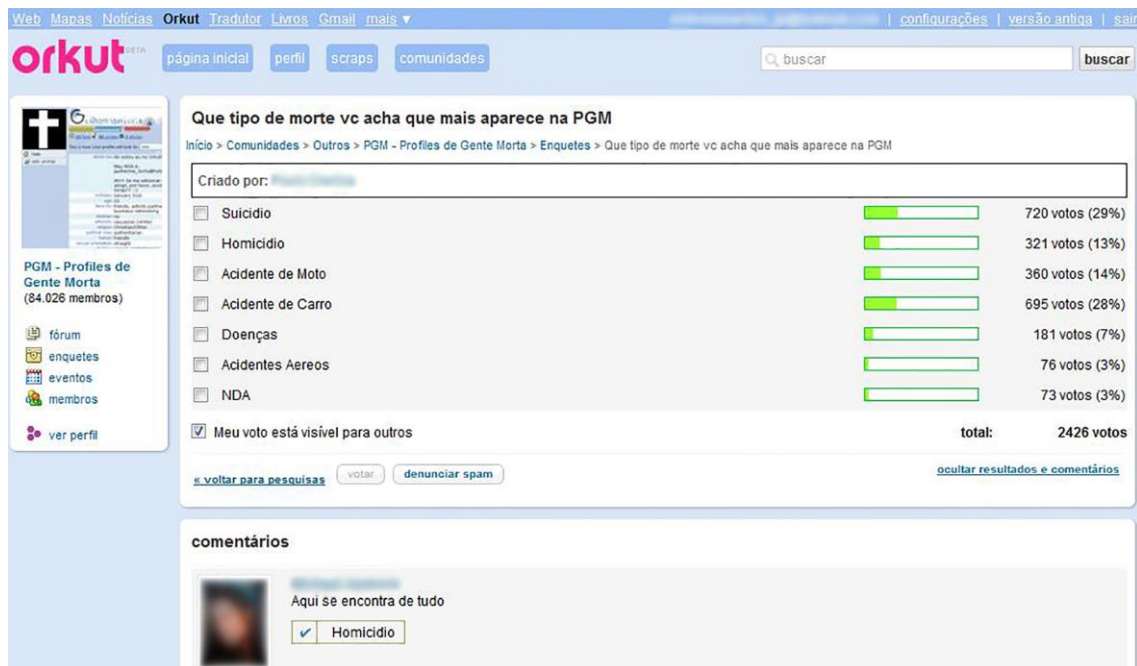 Web Mapas Notícias Orkut Tradutor Livros Gmail mais ▼ | configurações | versão antiga | sair
orkut BETA página inicial perfil scraps comunidades buscar buscar
Que tipo de morte vc acha que mais aparece na PGM
Início > Comunidades > Outros > PGM - Profiles de Gente Morta > Enquetes > Que tipo de morte vc acha que mais aparece na PGM
Criado por:
Suicidio 720 votos (29%)
Homicidio 321 votos (13%)
Acidente de Moto 360 votos (14%)
Acidente de Carro 695 votos (28%)
Doenças 181 votos (7%)
Acidentes Aereos 76 votos (3%)
NDA 73 votos (3%)
Meu voto está visível para outros total: 2426 votos
« voltar para pesquisas votar denunciar spam ocultar resultados e comentários
PGM - Profiles de
Gente Morta
(84.026 membros)
fórum
enquetes
eventos
membros
ver perfil
comentários
Aqui se encontra de tudo
Homicidio